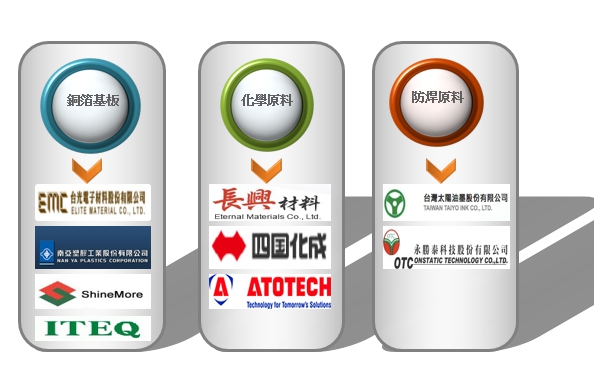 銅箔基板
EMC 台光電子材料股份有限公司
ELITE MATERIAL CO., LTD.
南亞塑膠工業股份有限公司
NAN YA PLASTICS CORPORATION
ShineMore
ITEQ
化學原料
長興材料
Eternal Materials Co., Ltd.
四国化成
ATOTECH
Technology for Tomorrow's Solutions
防焊原料
台灣太陽油墨股份有限公司
TAIWAN TAIYO INK CO., LTD.
永勝泰科技股份有限公司
OTC ONSTATIC TECHNOLOGY CO.,LTD.